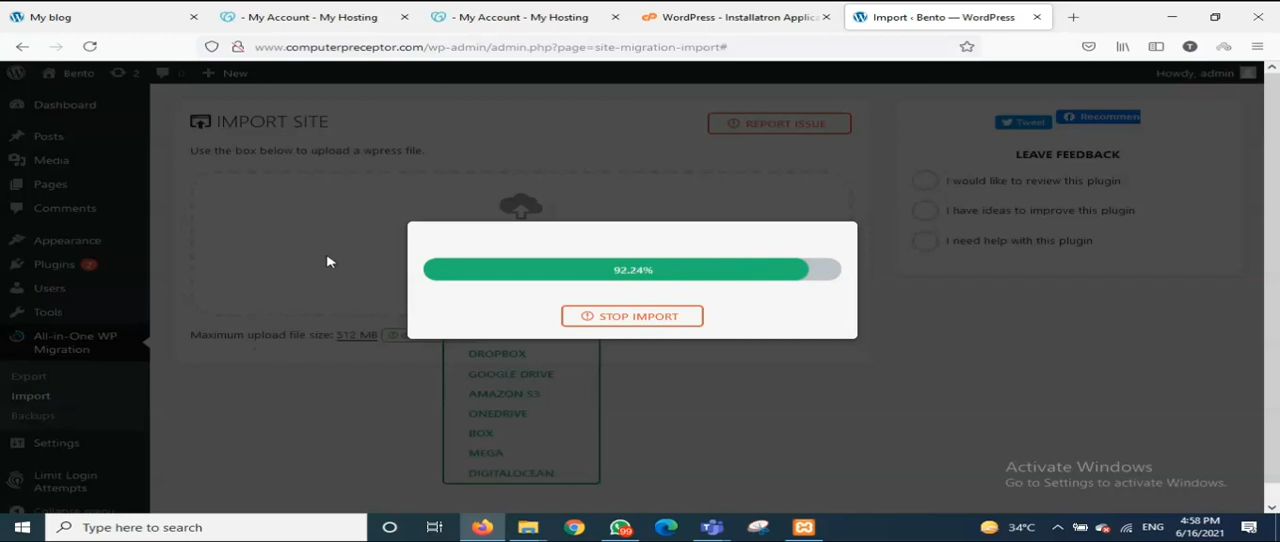 My blog
- My Account - My Hosting
- My Account - My Hosting
WordPress - Installatron Applica
Import ‹ Bento — WordPress
www.computerpreceptor.com/wp-admin/admin.php?page=site-migration-import#
Bento 2 0 New
Howdy, admin
Dashboard
Posts
Media
Pages
Comments
Appearance
Plugins 2
Users
Tools
All-in-One WP
Migration
Export
Import
Backups
Settings
Limit Login
Attempts
Collapse menu
IMPORT SITE
REPORT ISSUE
Use the box below to upload a wpress file.
92.24%
STOP IMPORT
Maximum upload file size: 512 MB
DROPBOX
GOOGLE DRIVE
AMAZON S3
ONEDRIVE
BOX
MEGA
DIGITALOCEAN
Tweet
Recommen
LEAVE FEEDBACK
I would like to review this plugin
I have ideas to improve this plugin
I need help with this plugin
Activate Windows
Go to Settings to activate Windows.
Type here to search
99
34°C
ENG
4:58 PM
6/16/2021